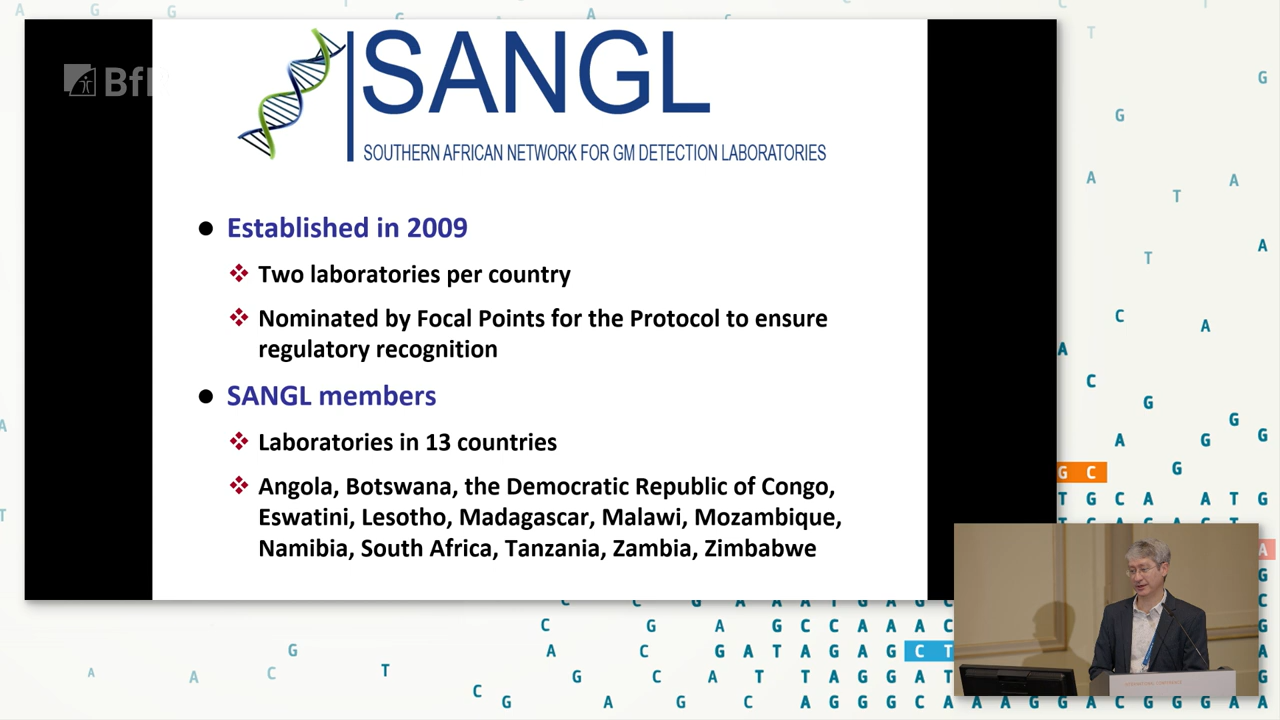 BfR
SANGL
SOUTHERN AFRICAN NETWORK FOR GM DETECTION LABORATORIES
● Established in 2009
❖ Two laboratories per country
❖ Nominated by Focal Points for the Protocol to ensure
regulatory recognition
● SANGL members
❖ Laboratories in 13 countries
❖ Angola, Botswana, the Democratic Republic of Congo,
Eswatini, Lesotho, Madagascar, Malawi, Mozambique,
Namibia, South Africa, Tanzania, Zambia, Zimbabwe
G C
T G C A A T G
C G A A A T G A G C
C G A G C C A A A C
A C G A T A G A G C T
G C A T T A G G A T
C G A G C A G G G C A A A G G A C G G G A A